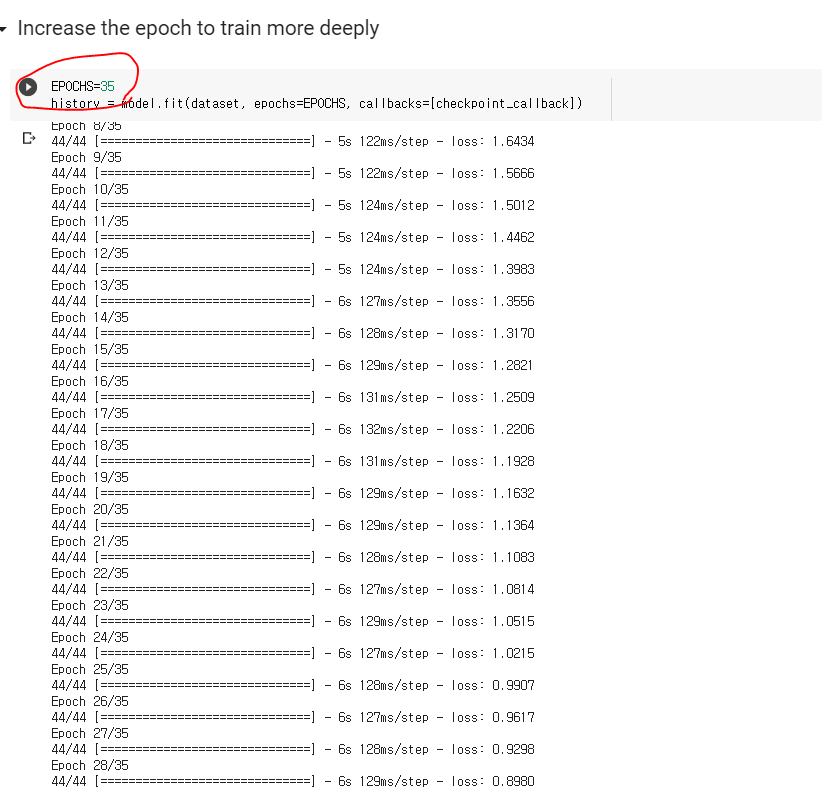 Increase the epoch to train more deeply
EPOCHS=35
history = model.fit(dataset, epochs=EPOCHS, callbacks=[checkpoint_callback])
Epoch 8/35
44/44 [==============================] - 5s 122ms/step - loss: 1.6434
Epoch 9/35
44/44 [==============================] - 5s 122ms/step - loss: 1.5666
Epoch 10/35
44/44 [==============================] - 5s 124ms/step - loss: 1.5012
Epoch 11/35
44/44 [==============================] - 5s 124ms/step - loss: 1.4462
Epoch 12/35
44/44 [==============================] - 5s 124ms/step - loss: 1.3983
Epoch 13/35
44/44 [==============================] - 6s 127ms/step - loss: 1.3556
Epoch 14/35
44/44 [==============================] - 6s 128ms/step - loss: 1.3170
Epoch 15/35
44/44 [==============================] - 6s 129ms/step - loss: 1.2821
Epoch 16/35
44/44 [==============================] - 6s 131ms/step - loss: 1.2509
Epoch 17/35
44/44 [==============================] - 6s 132ms/step - loss: 1.2206
Epoch 18/35
44/44 [==============================] - 6s 131ms/step - loss: 1.1928
Epoch 19/35
44/44 [==============================] - 6s 129ms/step - loss: 1.1632
Epoch 20/35
44/44 [==============================] - 6s 129ms/step - loss: 1.1364
Epoch 21/35
44/44 [==============================] - 6s 128ms/step - loss: 1.1083
Epoch 22/35
44/44 [==============================] - 6s 127ms/step - loss: 1.0814
Epoch 23/35
44/44 [==============================] - 6s 129ms/step - loss: 1.0515
Epoch 24/35
44/44 [==============================] - 6s 127ms/step - loss: 1.0215
Epoch 25/35
44/44 [==============================] - 6s 128ms/step - loss: 0.9907
Epoch 26/35
44/44 [==============================] - 6s 127ms/step - loss: 0.9617
Epoch 27/35
44/44 [==============================] - 6s 128ms/step - loss: 0.9298
Epoch 28/35
44/44 [==============================] - 6s 129ms/step - loss: 0.8980